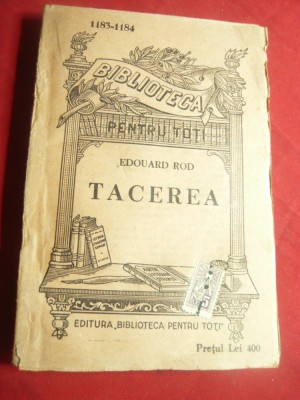 1183-1184
BIBLIOTECA
PENTRU TOȚI
EDOUARD ROD
TACEREA
EDITURA „BIBLIOTECA PENTRU TOȚI"
Prețul Lei 400